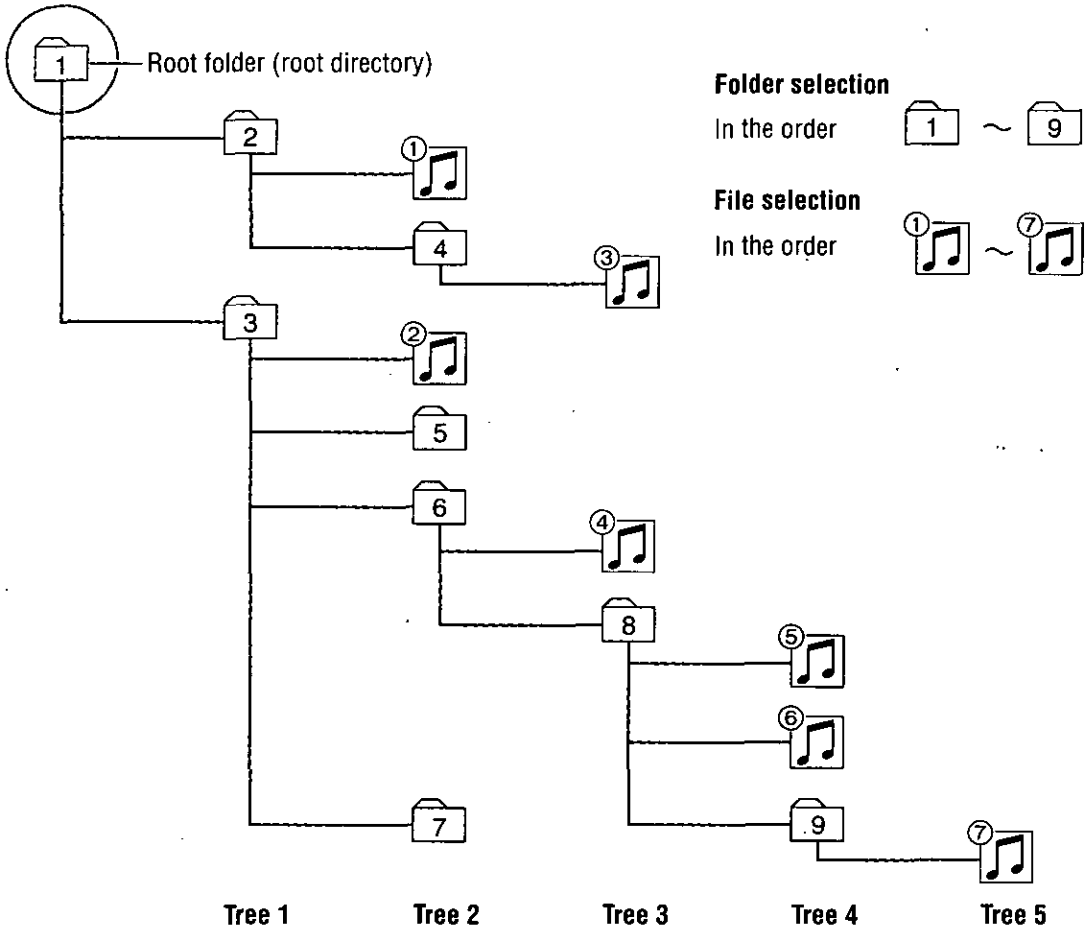 1 Root folder (root directory)
Folder selection
In the order 1 ~ 9
File selection
In the order ① ~ ⑦
2
①
4
③
3
②
5
6
④
8
⑤
⑥
7
9
⑦
Tree 1 Tree 2 Tree 3 Tree 4 Tree 5